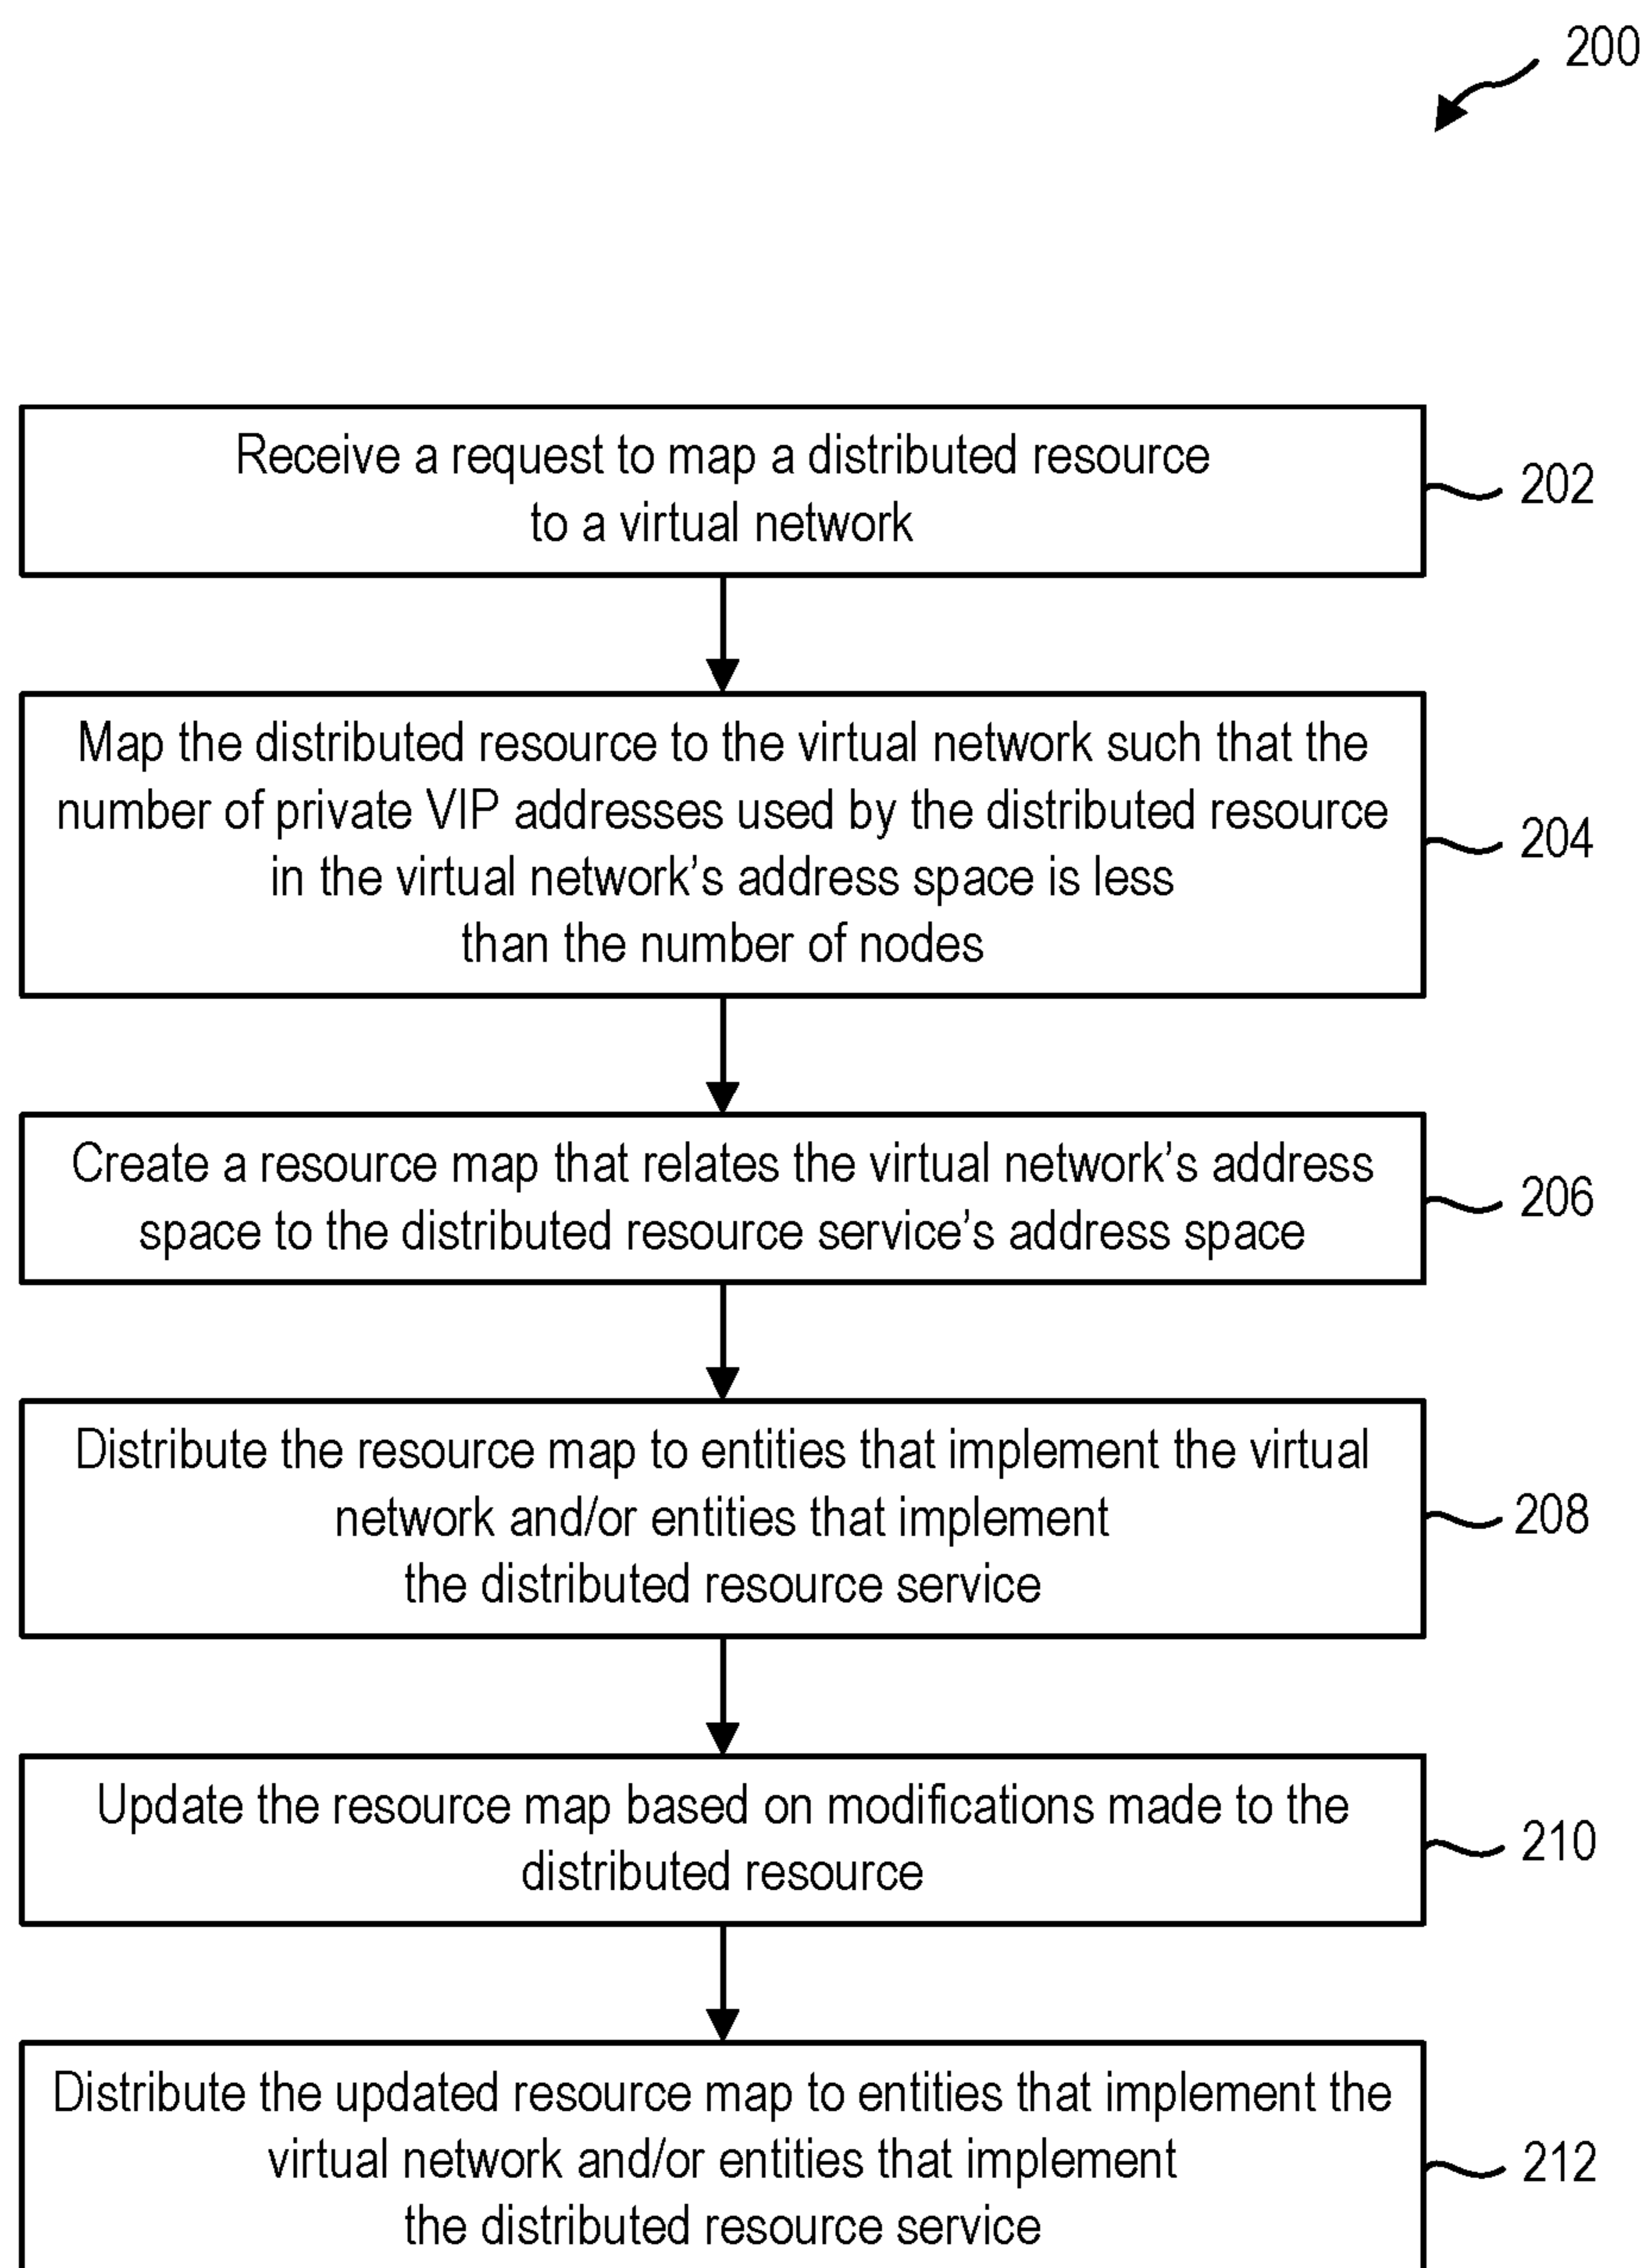 200
Receive a request to map a distributed resource
to a virtual network
202
Map the distributed resource to the virtual network such that the
number of private VIP addresses used by the distributed resource
in the virtual network’s address space is less
than the number of nodes
204
Create a resource map that relates the virtual network’s address
space to the distributed resource service’s address space
206
Distribute the resource map to entities that implement the virtual
network and/or entities that implement
the distributed resource service
208
Update the resource map based on modifications made to the
distributed resource
210
Distribute the updated resource map to entities that implement the
virtual network and/or entities that implement
the distributed resource service
212